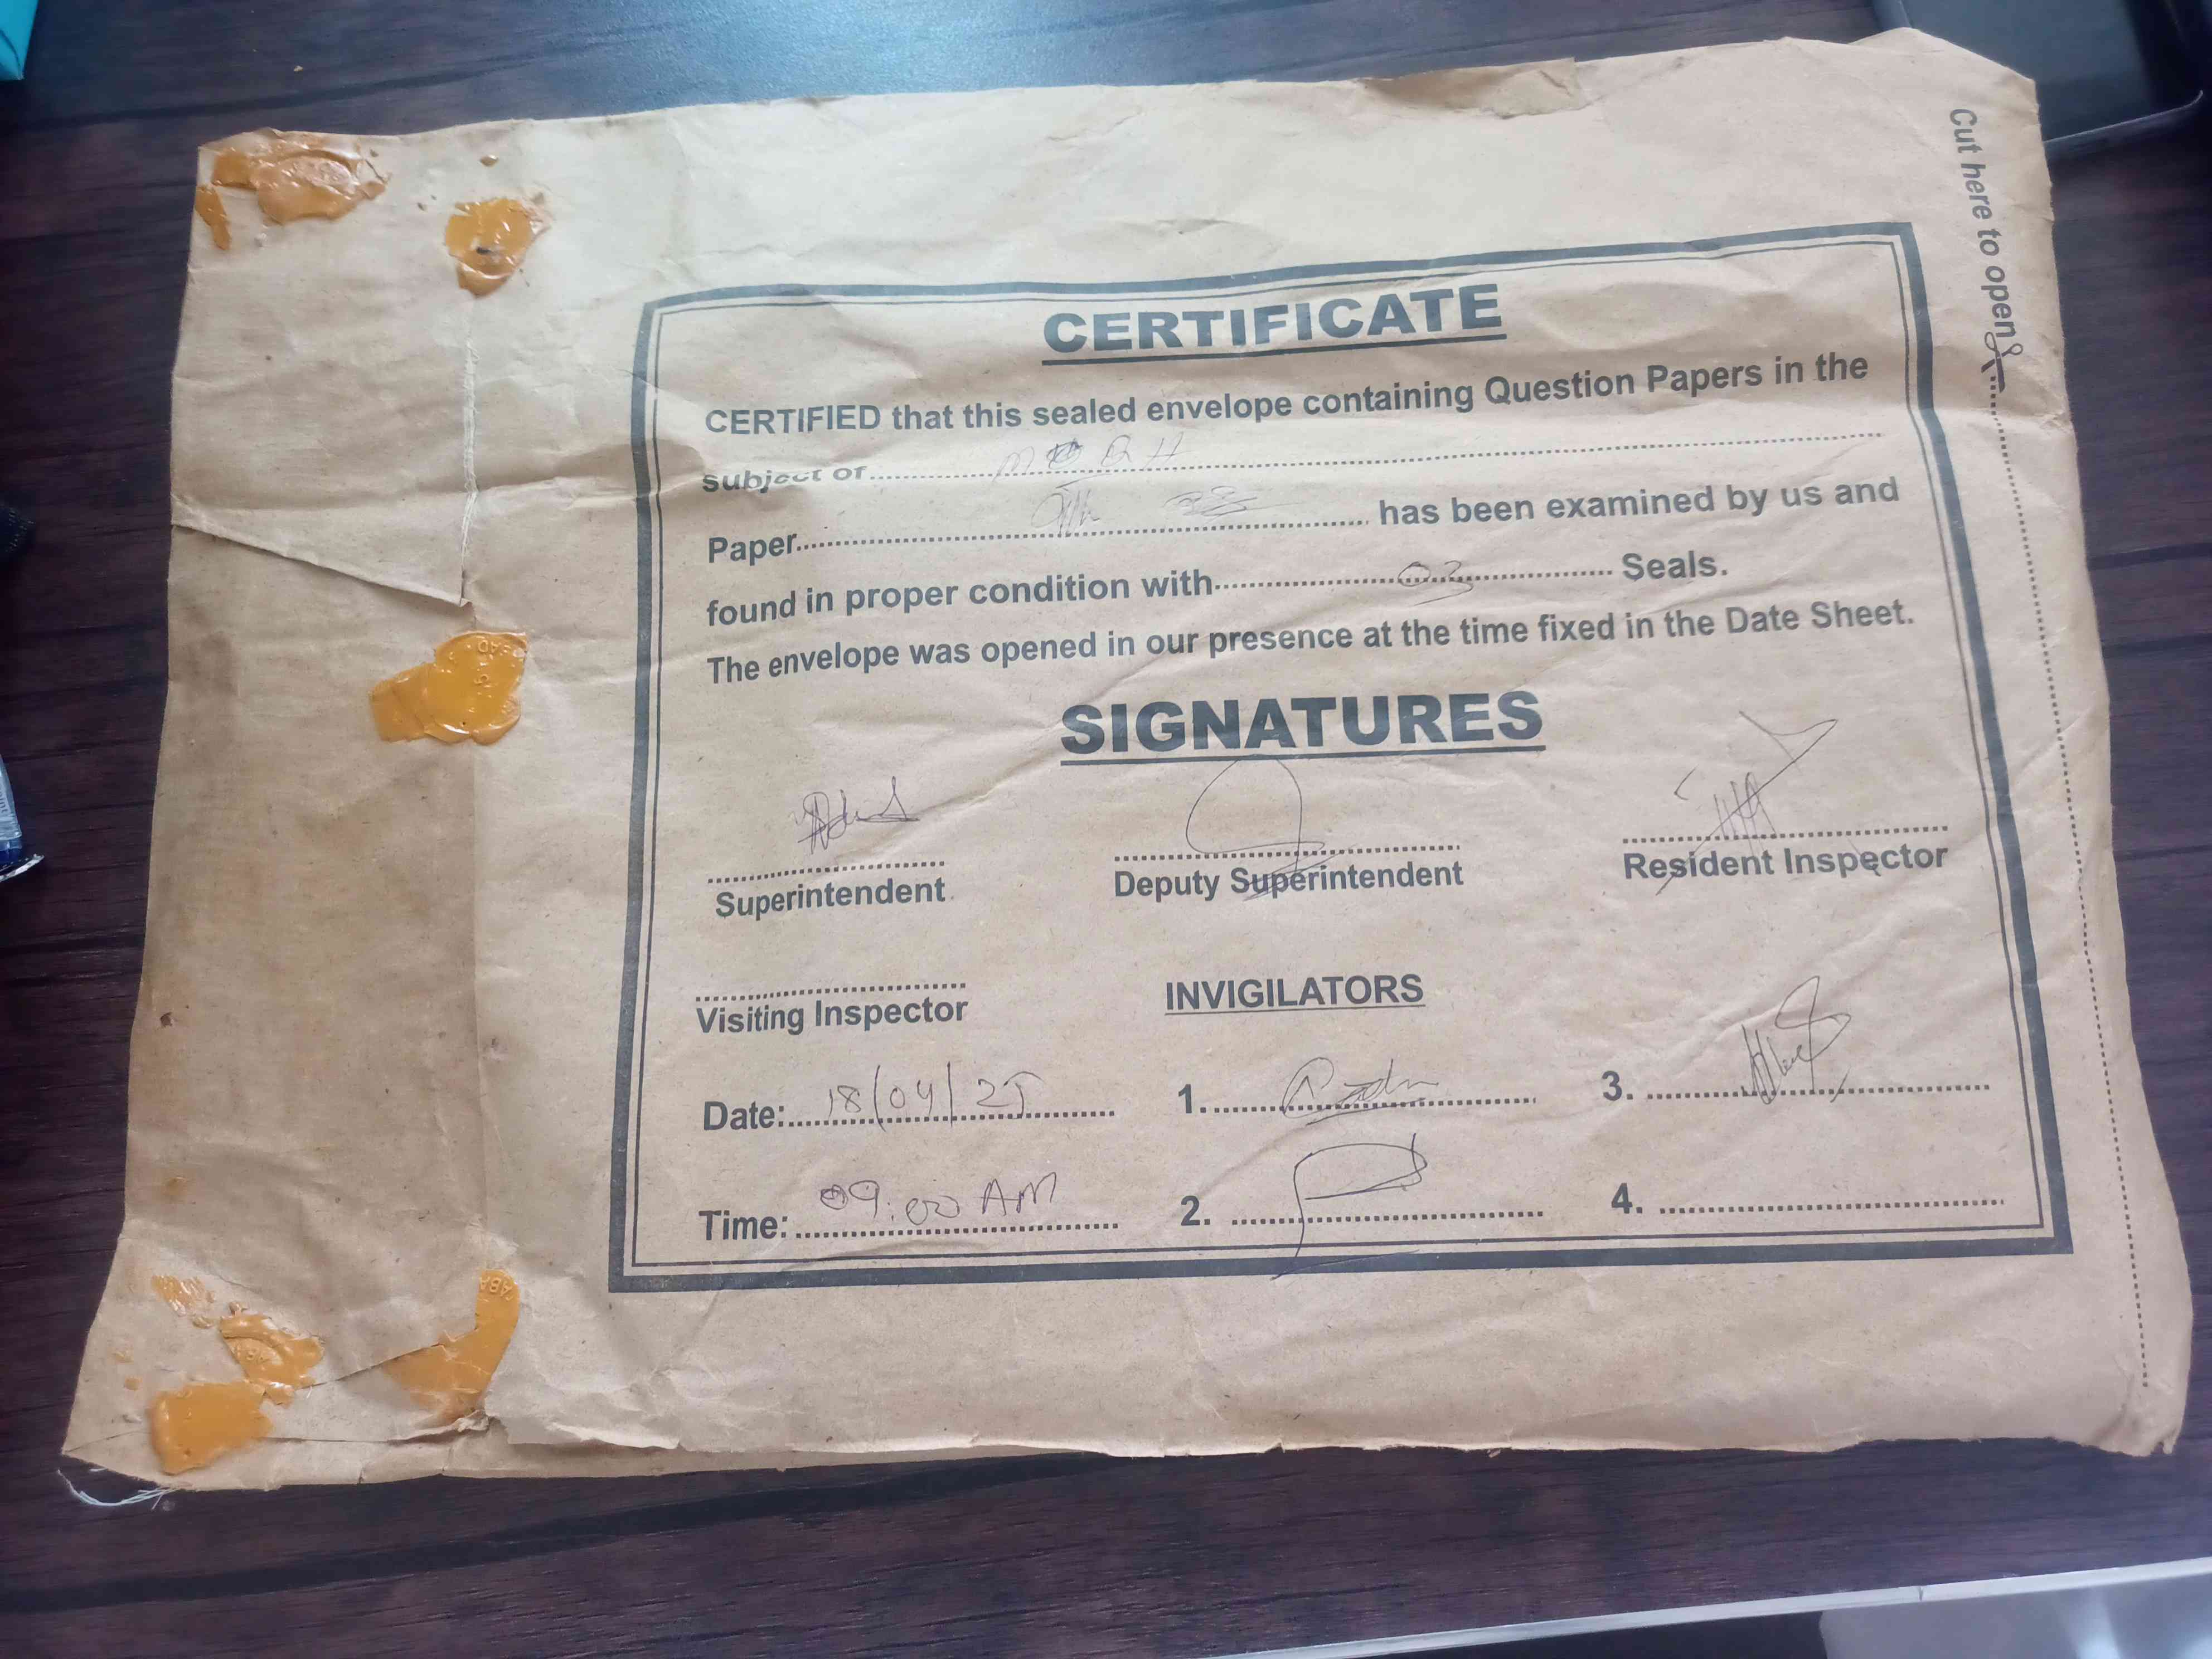 Cut here to open
CERTIFICATE
CERTIFIED that this sealed envelope containing Question Papers in the
subject of
Paper has been examined by us and
found in proper condition with 03 Seals.
The envelope was opened in our presence at the time fixed in the Date Sheet.
SIGNATURES
Superintendent Deputy Superintendent Resident Inspector
Visiting Inspector INVIGILATORS
Date: 18/04/25 1. 3.
Time: 09:00 AM 2. 4.